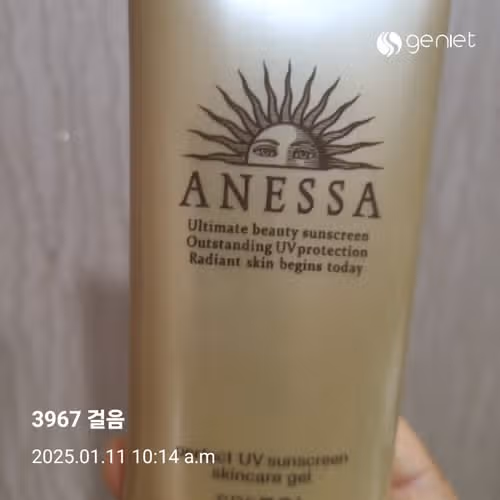 geniet
ANESSA
Ultimate beauty sunscreen
Outstanding UV protection
Radiant skin begins today
3967 걸음
2025.01.11 10:14 a.m
UV sunscreen
skincare gel